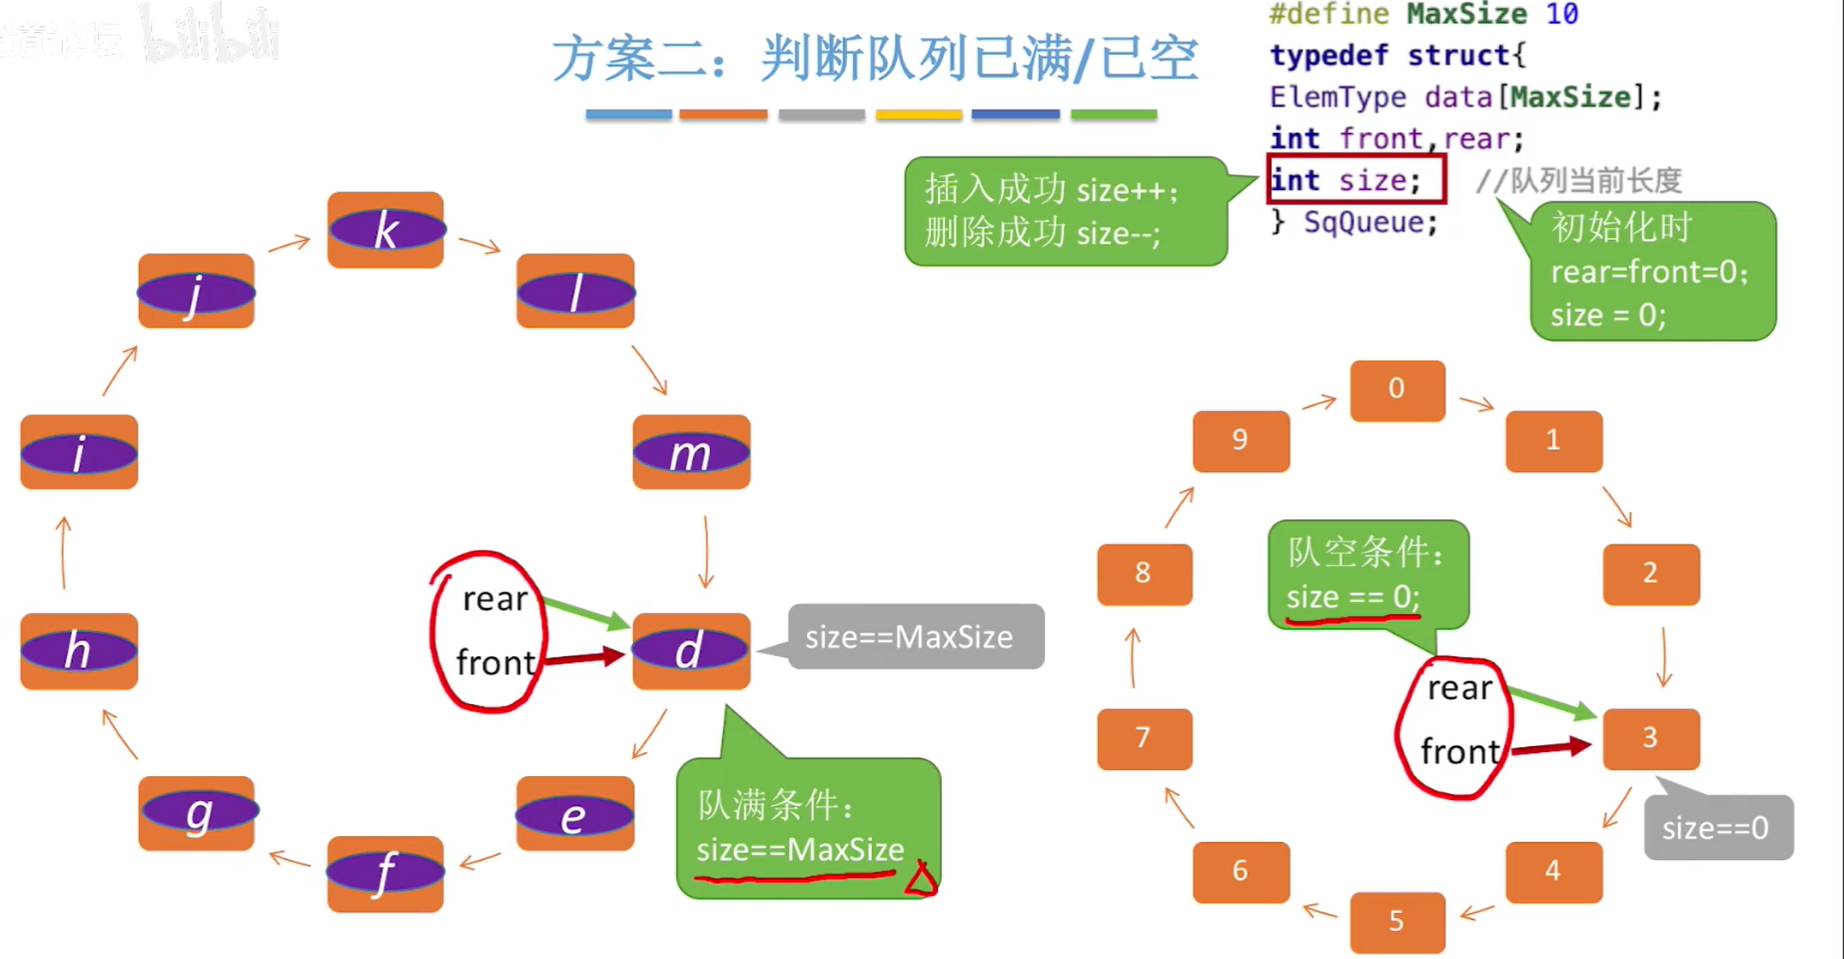 道论坛 bilibili
方案二：判断队列已满/已空
#define MaxSize 10
typedef struct{
ElemType data[MaxSize];
int front,rear;
int size; //队列当前长度
} SqQueue;
插入成功 size++；
删除成功 size--;
初始化时
rear=front=0；
size = 0;
k
j
l
i
m
h
d
g
e
f
rear
front
size==MaxSize
队满条件：
size==MaxSize
0
9
1
8
2
7
3
6
4
5
队空条件：
size == 0;
rear
front
size==0